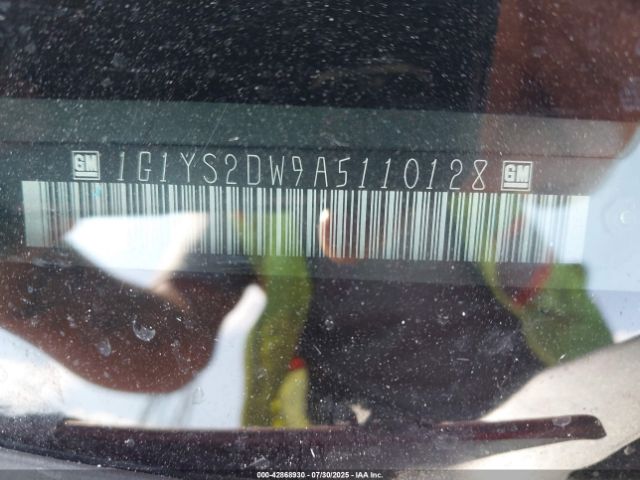 GM 1G1YS2DW9A5110128 GM
000-42868930 - 07/30/2025 - IAA Inc.